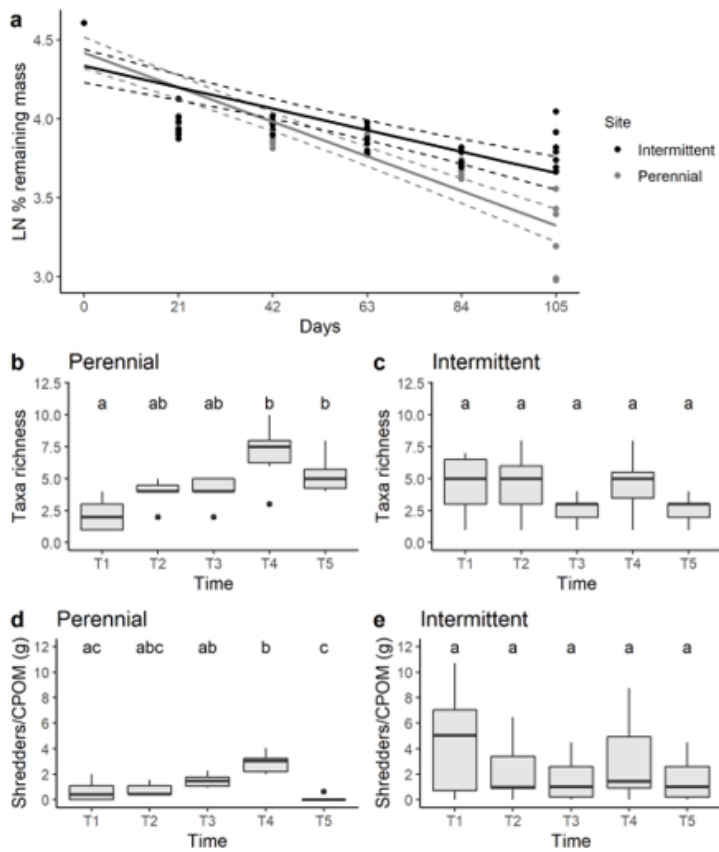 a
LN % remaining mass
4.5
4.0
3.5
3.0
0 21 42 63 84 105
Days
Site
Intermittent
Perennial
b Perennial
Taxa richness
12.5
10.0
7.5
5.0
2.5
0.0
a ab ab b b
T1 T2 T3 T4 T5
Time
c Intermittent
Taxa richness
12.5
10.0
7.5
5.0
2.5
0.0
a a a a a
T1 T2 T3 T4 T5
Time
d Perennial
Shredders/CPOM (g)
12
10
8
6
4
2
0
ac abc ab b c
T1 T2 T3 T4 T5
Time
e Intermittent
Shredders/CPOM (g)
12
10
8
6
4
2
0
a a a a a
T1 T2 T3 T4 T5
Time